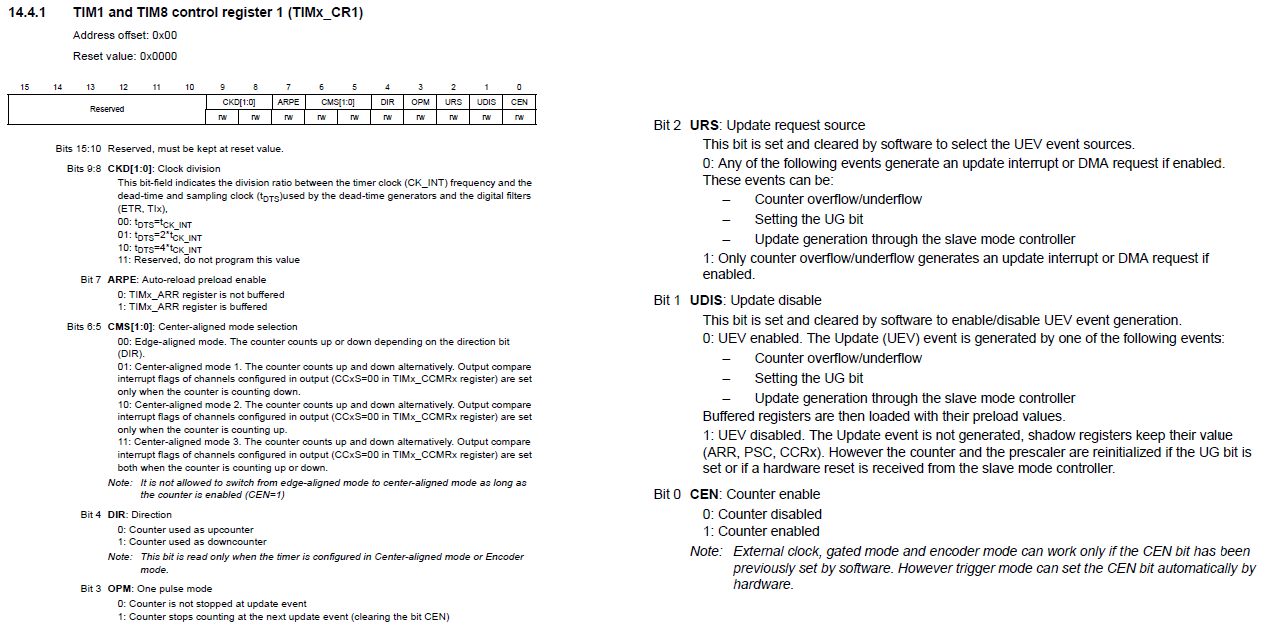 14.4.1 TIM1 and TIM8 control register 1 (TIMx_CR1)
Address offset: 0x00
Reset value: 0x0000
15 14 13 12 11 10 9 8 7 6 5 4 3 2 1 0
Reserved CKD[1:0] ARPE CMS[1:0] DIR OPM URS UDIS CEN
rw rw rw rw rw rw rw rw rw rw
Bits 15:10 Reserved, must be kept at reset value.
Bits 9:8 CKD[1:0]: Clock division
This bit-field indicates the division ratio between the timer clock (CK_INT) frequency and the
dead-time and sampling clock (tDTS)used by the dead-time generators and the digital filters
(ETR, TIx),
00: tDTS=tCK_INT
01: tDTS=2*tCK_INT
10: tDTS=4*tCK_INT
11: Reserved, do not program this value
Bit 7 ARPE: Auto-reload preload enable
0: TIMx_ARR register is not buffered
1: TIMx_ARR register is buffered
Bits 6:5 CMS[1:0]: Center-aligned mode selection
00: Edge-aligned mode. The counter counts up or down depending on the direction bit
(DIR).
01: Center-aligned mode 1. The counter counts up and down alternatively. Output compare
interrupt flags of channels configured in output (CCxS=00 in TIMx_CCMRx register) are set
only when the counter is counting down.
10: Center-aligned mode 2. The counter counts up and down alternatively. Output compare
interrupt flags of channels configured in output (CCxS=00 in TIMx_CCMRx register) are set
only when the counter is counting up.
11: Center-aligned mode 3. The counter counts up and down alternatively. Output compare
interrupt flags of channels configured in output (CCxS=00 in TIMx_CCMRx register) are set
both when the counter is counting up or down.
Note: It is not allowed to switch from edge-aligned mode to center-aligned mode as long as
the counter is enabled (CEN=1)
Bit 4 DIR: Direction
0: Counter used as upcounter
1: Counter used as downcounter
Note: This bit is read only when the timer is configured in Center-aligned mode or Encoder
mode.
Bit 3 OPM: One pulse mode
0: Counter is not stopped at update event
1: Counter stops counting at the next update event (clearing the bit CEN)
Bit 2 URS: Update request source
This bit is set and cleared by software to select the UEV event sources.
0: Any of the following events generate an update interrupt or DMA request if enabled.
These events can be:
– Counter overflow/underflow
– Setting the UG bit
– Update generation through the slave mode controller
1: Only counter overflow/underflow generates an update interrupt or DMA request if
enabled.
Bit 1 UDIS: Update disable
This bit is set and cleared by software to enable/disable UEV event generation.
0: UEV enabled. The Update (UEV) event is generated by one of the following events:
– Counter overflow/underflow
– Setting the UG bit
– Update generation through the slave mode controller
Buffered registers are then loaded with their preload values.
1: UEV disabled. The Update event is not generated, shadow registers keep their value
(ARR, PSC, CCRx). However the counter and the prescaler are reinitialized if the UG bit is
set or if a hardware reset is received from the slave mode controller.
Bit 0 CEN: Counter enable
0: Counter disabled
1: Counter enabled
Note: External clock, gated mode and encoder mode can work only if the CEN bit has been
previously set by software. However trigger mode can set the CEN bit automatically by
hardware.